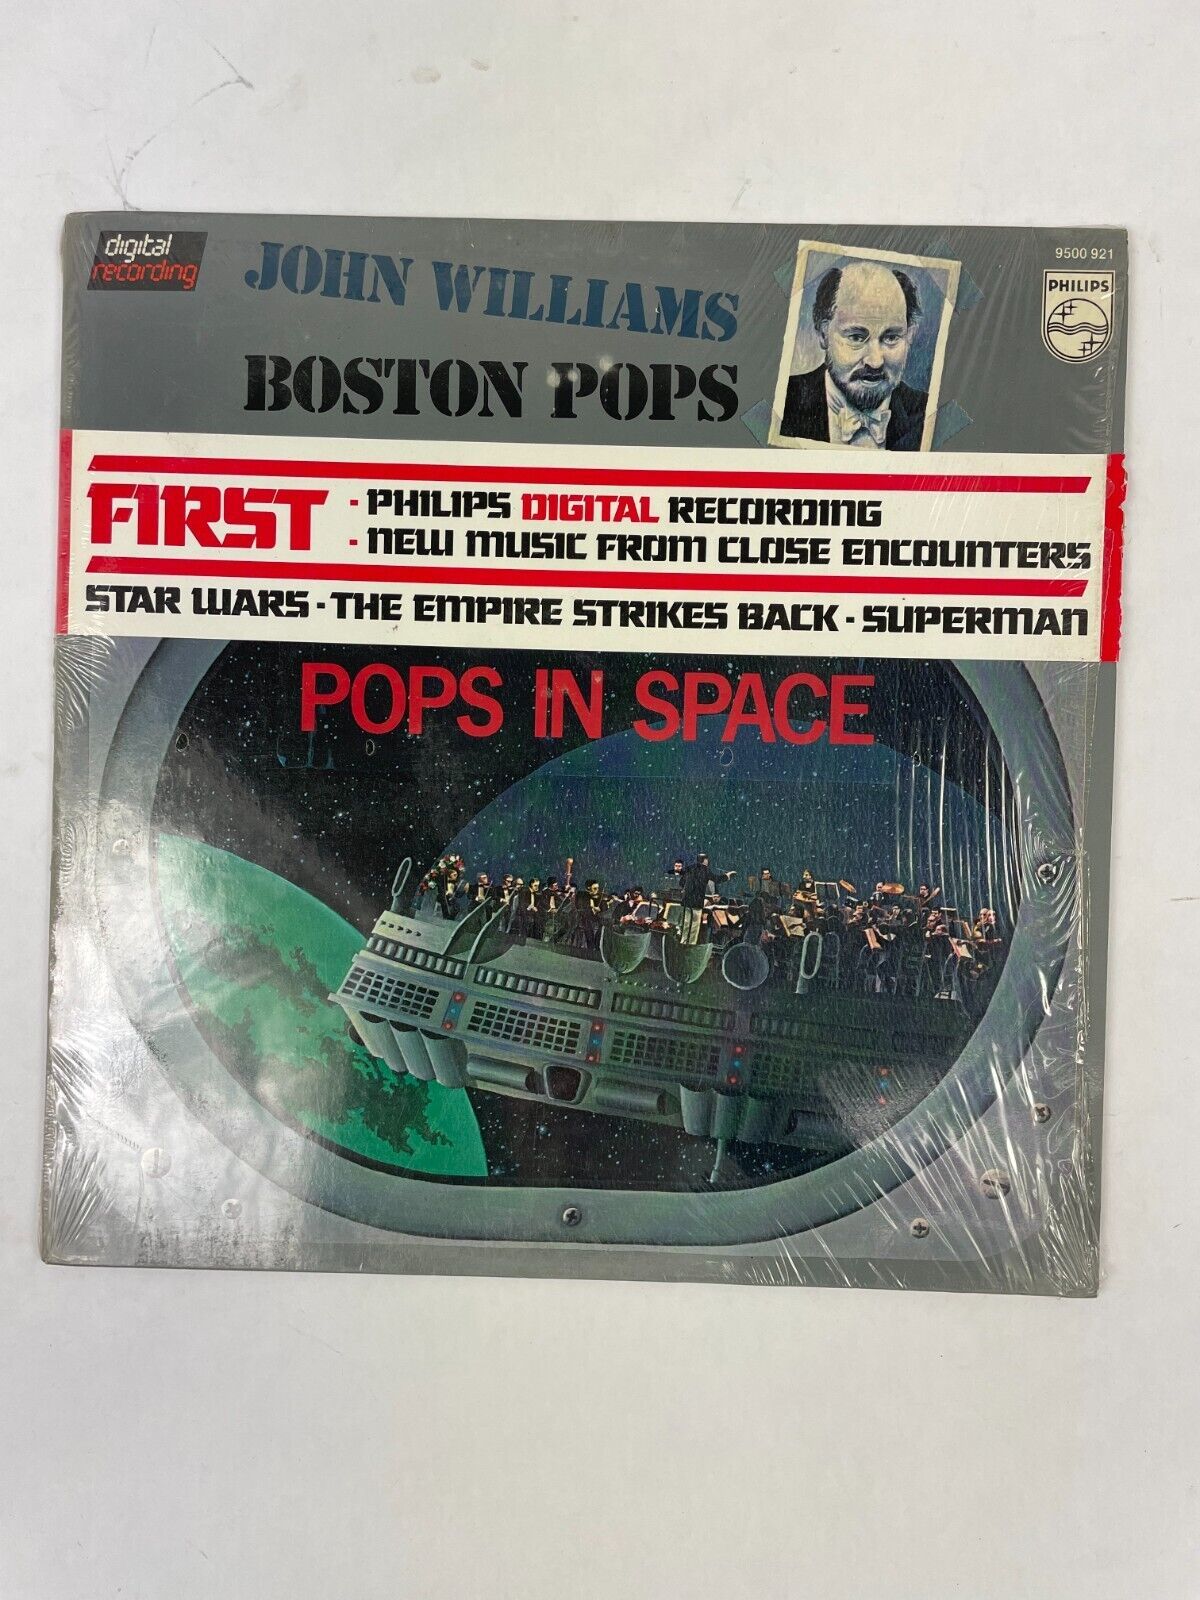 digital
recording
JOHN WILLIAMS
BOSTON POPS
9500 921
PHILIPS
FIRST
- PHILIPS DIGITAL RECORDING
- NEW MUSIC FROM CLOSE ENCOUNTERS
STAR WARS - THE EMPIRE STRIKES BACK - SUPERMAN
POPS IN SPACE